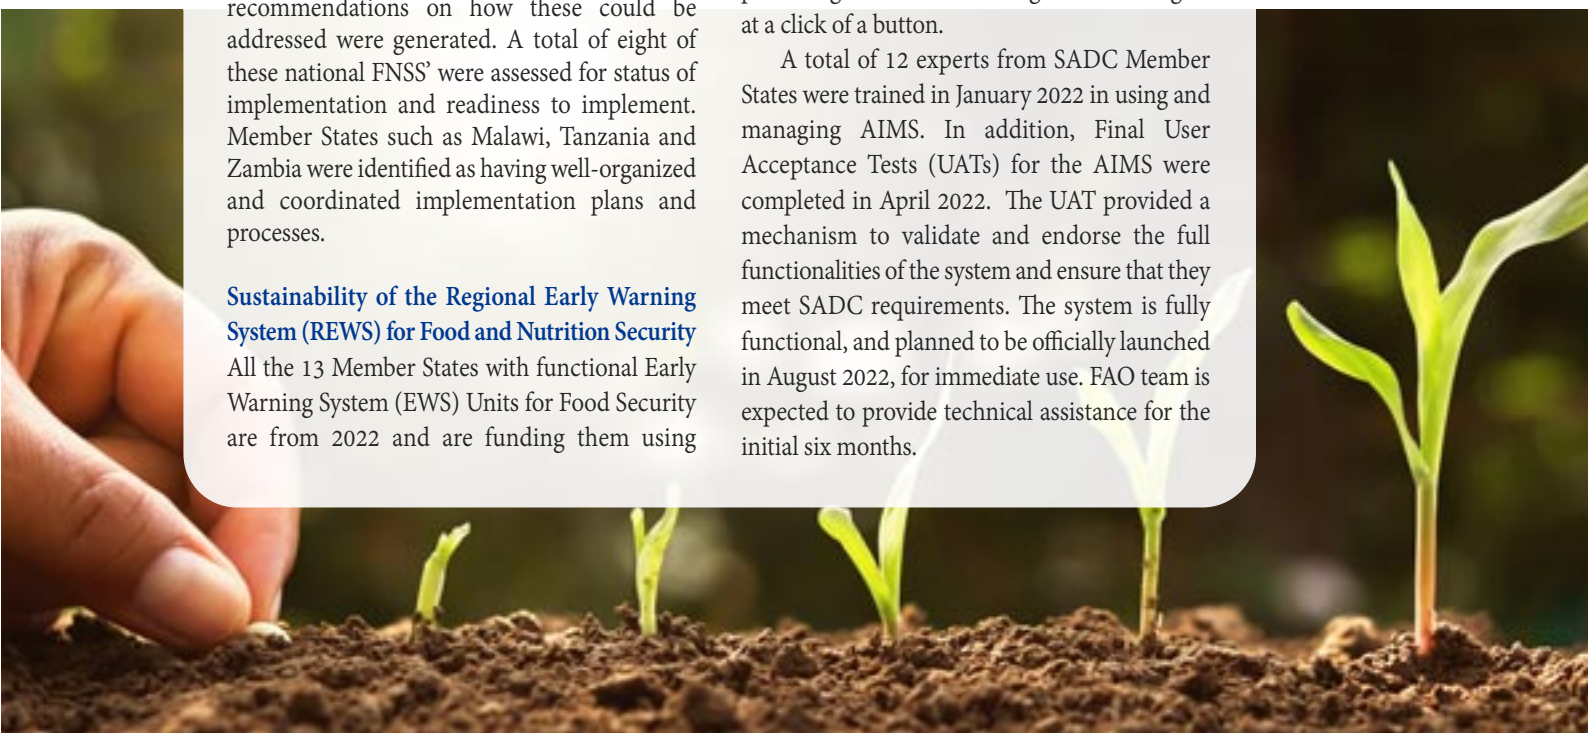 recommendations on how these could be
addressed were generated. A total of eight of
these national FNSS’ were assessed for status of
implementation and readiness to implement.
Member States such as Malawi, Tanzania and
Zambia were identified as having well-organized
and coordinated implementation plans and
processes.
Sustainability of the Regional Early Warning
System (REWS) for Food and Nutrition Security
All the 13 Member States with functional Early
Warning System (EWS) Units for Food Security
are from 2022 and are funding them using
at a click of a button.
A total of 12 experts from SADC Member
States were trained in January 2022 in using and
managing AIMS. In addition, Final User
Acceptance Tests (UATs) for the AIMS were
completed in April 2022. The UAT provided a
mechanism to validate and endorse the full
functionalities of the system and ensure that they
meet SADC requirements. The system is fully
functional, and planned to be officially launched
in August 2022, for immediate use. FAO team is
expected to provide technical assistance for the
initial six months.